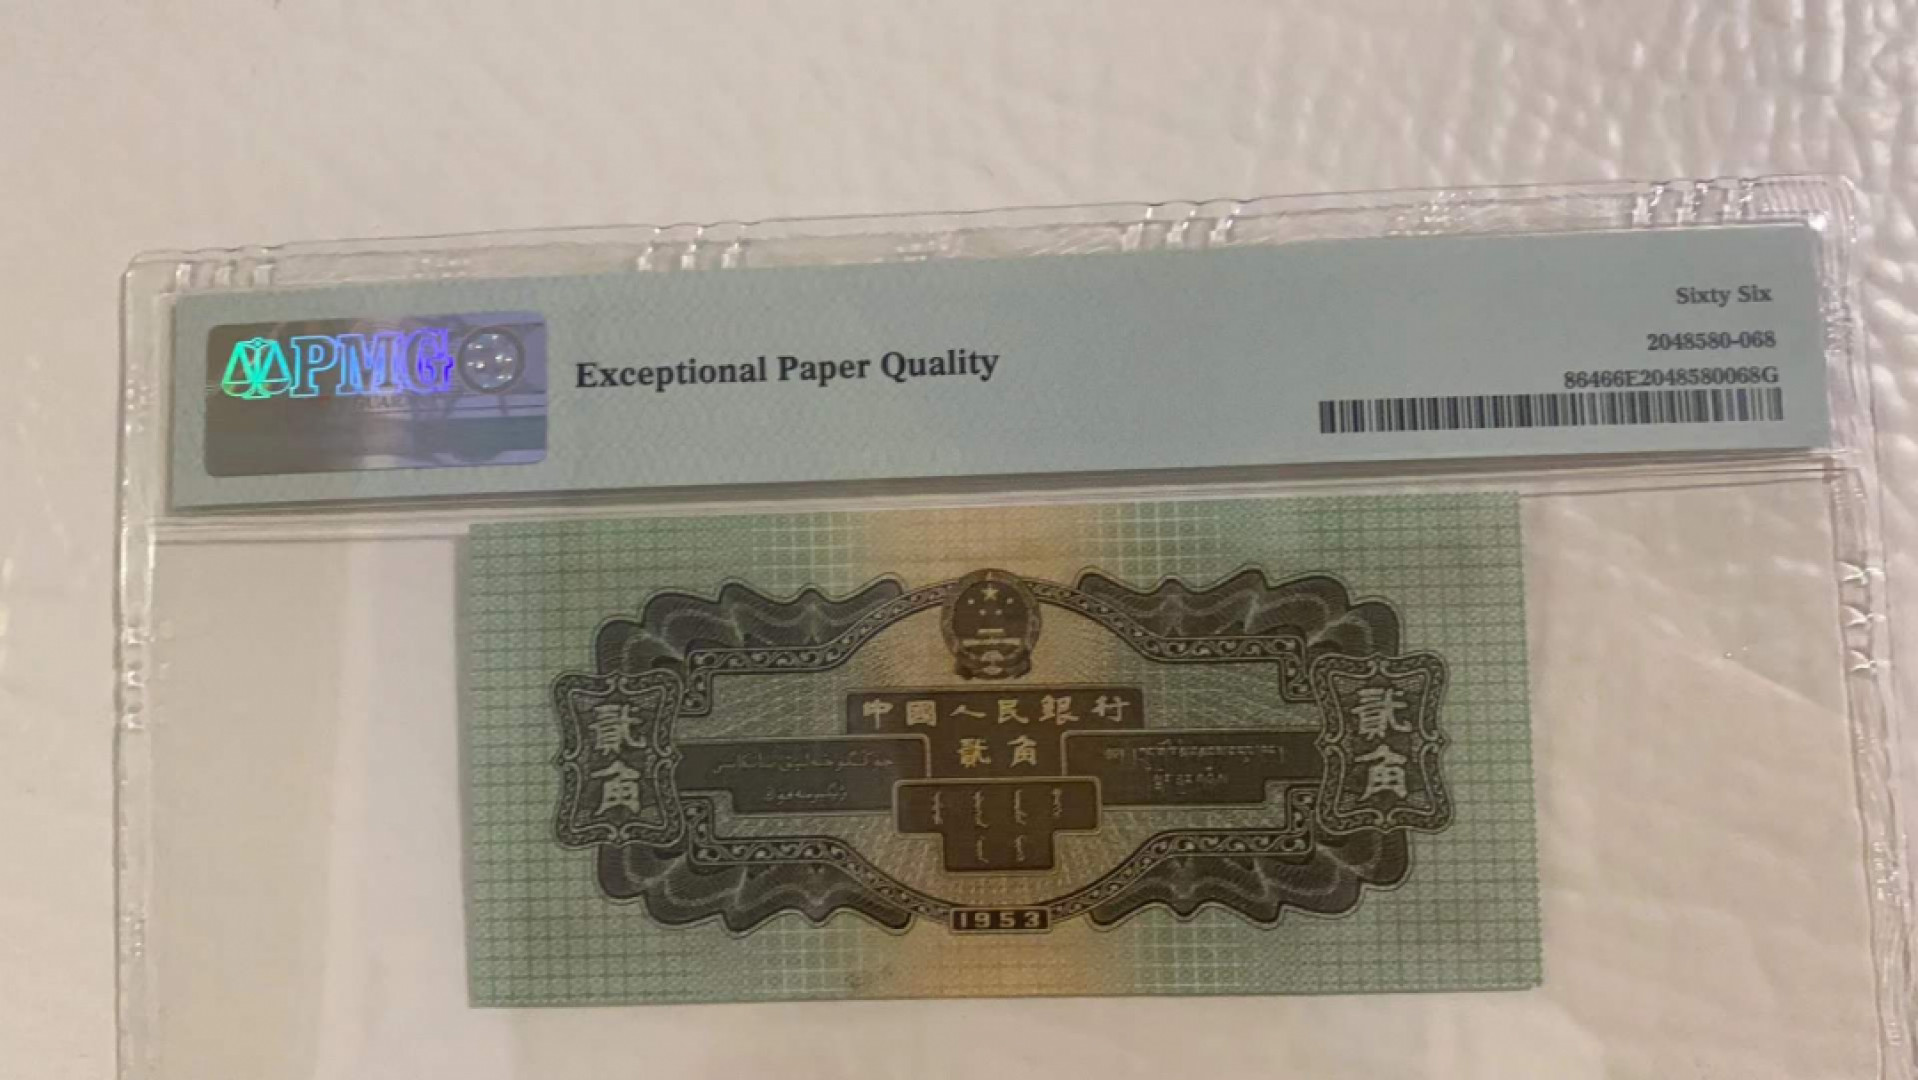 Sixty Six
2048580-068
86466E2048580068G
PMG
Exceptional Paper Quality
中國人民銀行
貳角
貳角
貳角
1953